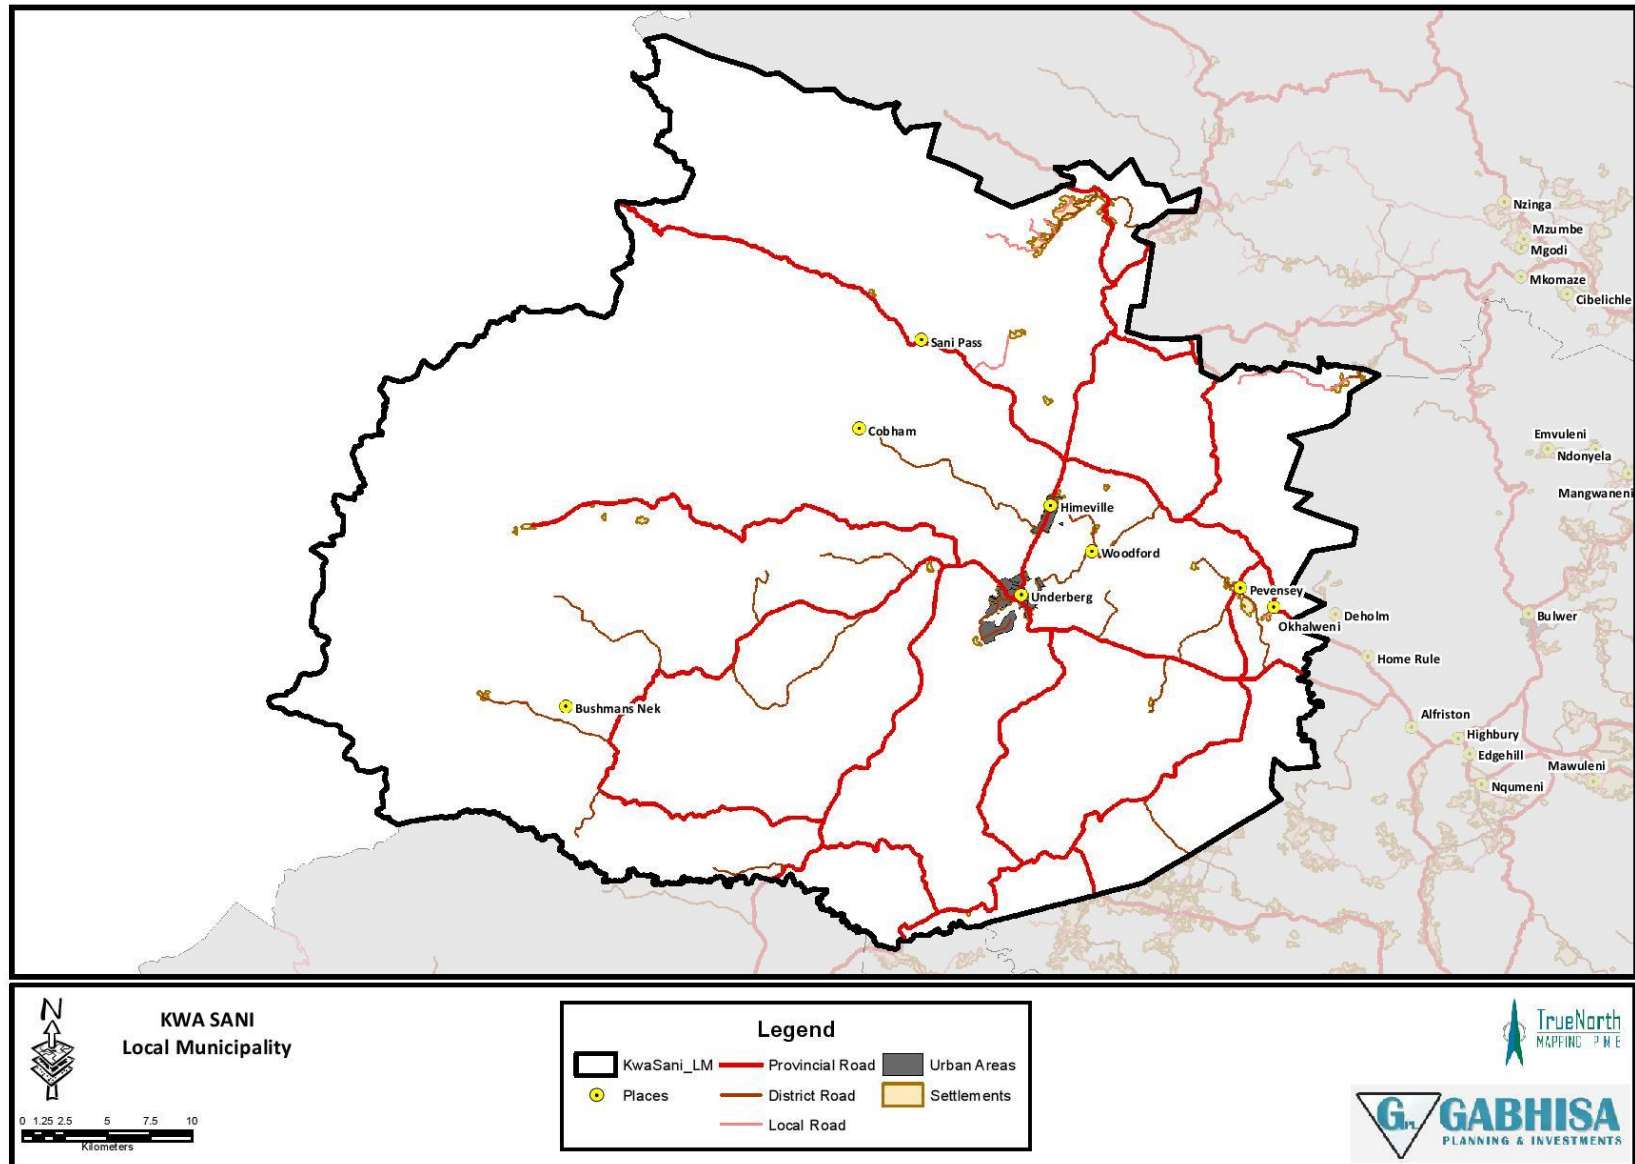 Nzinga
Mzumbe
Mgodi
Mkomaze
Cibelichle
Sani Pass
Cobham
Emvuleni
Ndonyela
Mangwaneni
Himeville
Woodford
Pevensey
Underberg
Okhalweni
Deholm
Bulwer
Home Rule
Bushmans Nek
Alfriston
Highbury
Edgehill
Mawuleni
Nqumeni
N
KWA SANI
Local Municipality
0 1.25 2.5 5 7.5 10
Kilometers
Legend
KwaSani_LM Provincial Road Urban Areas
Places District Road Settlements
Local Road
TrueNorth
MAPPING PMB
GPL GABHISA
PLANNING & INVESTMENTS